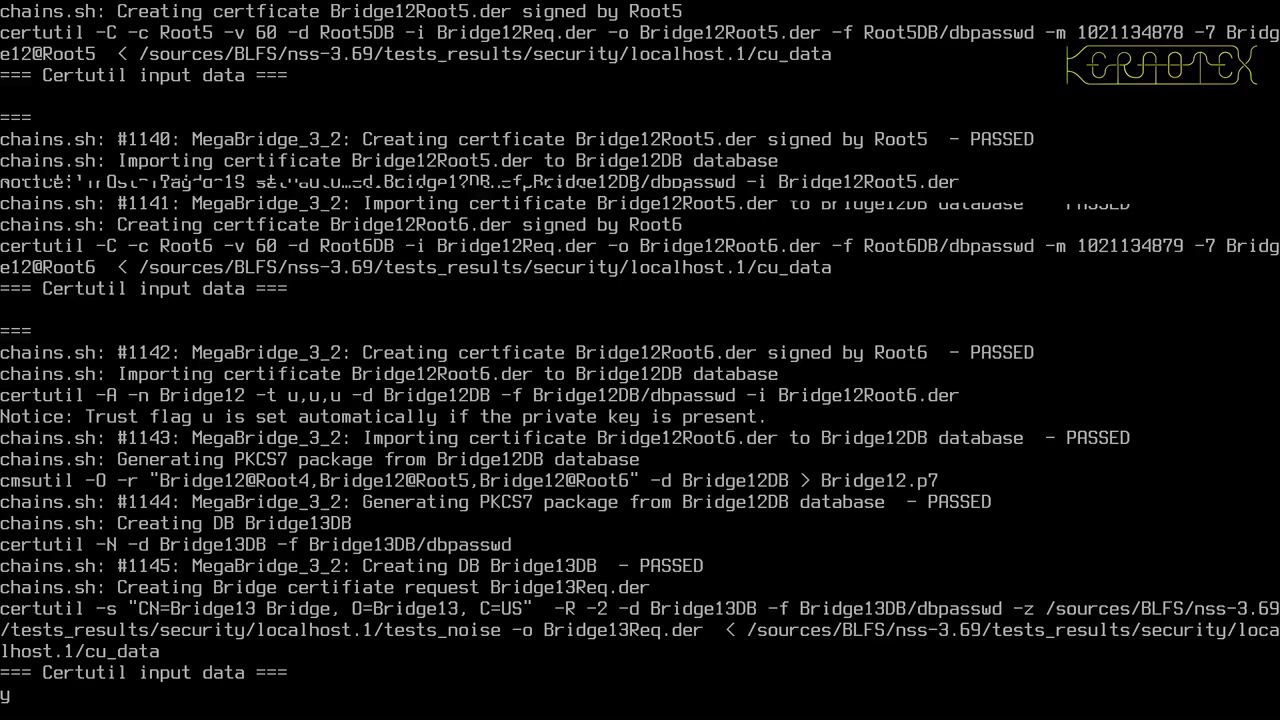 chains.sh: Creating certficate Bridge12Root5.der signed by Root5
certutil -C -c Root5 -v 60 -d Root5DB -i Bridge12Req.der -o Bridge12Root5.der -f Root5DB/dbpasswd -m 1021134878 -7 Bridg
e12@Root5  < /sources/BLFS/nss-3.69/tests_results/security/localhost.1/cu_data
KERNOTEX
=== Certutil input data ===
===
chains.sh: #1140: MegaBridge_3_2: Creating certficate Bridge12Root5.der signed by Root5  - PASSED
chains.sh: Importing certificate Bridge12Root5.der to Bridge12DB database
Bridge12DB/dbpasswd -i Bridge12Root5.der
chains.sh: #1141: MegaBridge_3_2: Importing certificate Bridge12Root5.der to Bridge12DB database  - PASSED
chains.sh: Creating certficate Bridge12Root6.der signed by Root6
certutil -C -c Root6 -v 60 -d Root6DB -i Bridge12Req.der -o Bridge12Root6.der -f Root6DB/dbpasswd -m 1021134879 -7 Bridg
e12@Root6  < /sources/BLFS/nss-3.69/tests_results/security/localhost.1/cu_data
=== Certutil input data ===
===
chains.sh: #1142: MegaBridge_3_2: Creating certficate Bridge12Root6.der signed by Root6  - PASSED
chains.sh: Importing certificate Bridge12Root6.der to Bridge12DB database
certutil -A -n Bridge12 -t u,u,u -d Bridge12DB -f Bridge12DB/dbpasswd -i Bridge12Root6.der
Notice: Trust flag u is set automatically if the private key is present.
chains.sh: #1143: MegaBridge_3_2: Importing certificate Bridge12Root6.der to Bridge12DB database  - PASSED
chains.sh: Generating PKCS7 package from Bridge12DB database
cmsutil -O -r "Bridge12@Root4,Bridge12@Root5,Bridge12@Root6" -d Bridge12DB > Bridge12.p7
chains.sh: #1144: MegaBridge_3_2: Generating PKCS7 package from Bridge12DB database  - PASSED
chains.sh: Creating DB Bridge13DB
certutil -N -d Bridge13DB -f Bridge13DB/dbpasswd
chains.sh: #1145: MegaBridge_3_2: Creating DB Bridge13DB  - PASSED
chains.sh: Creating Bridge certifiate request Bridge13Req.der
certutil -s "CN=Bridge13 Bridge, O=Bridge13, C=US"  -R -2 -d Bridge13DB -f Bridge13DB/dbpasswd -z /sources/BLFS/nss-3.69
/tests_results/security/localhost.1/tests_noise -o Bridge13Req.der  < /sources/BLFS/nss-3.69/tests_results/security/loca
lhost.1/cu_data
=== Certutil input data ===
y